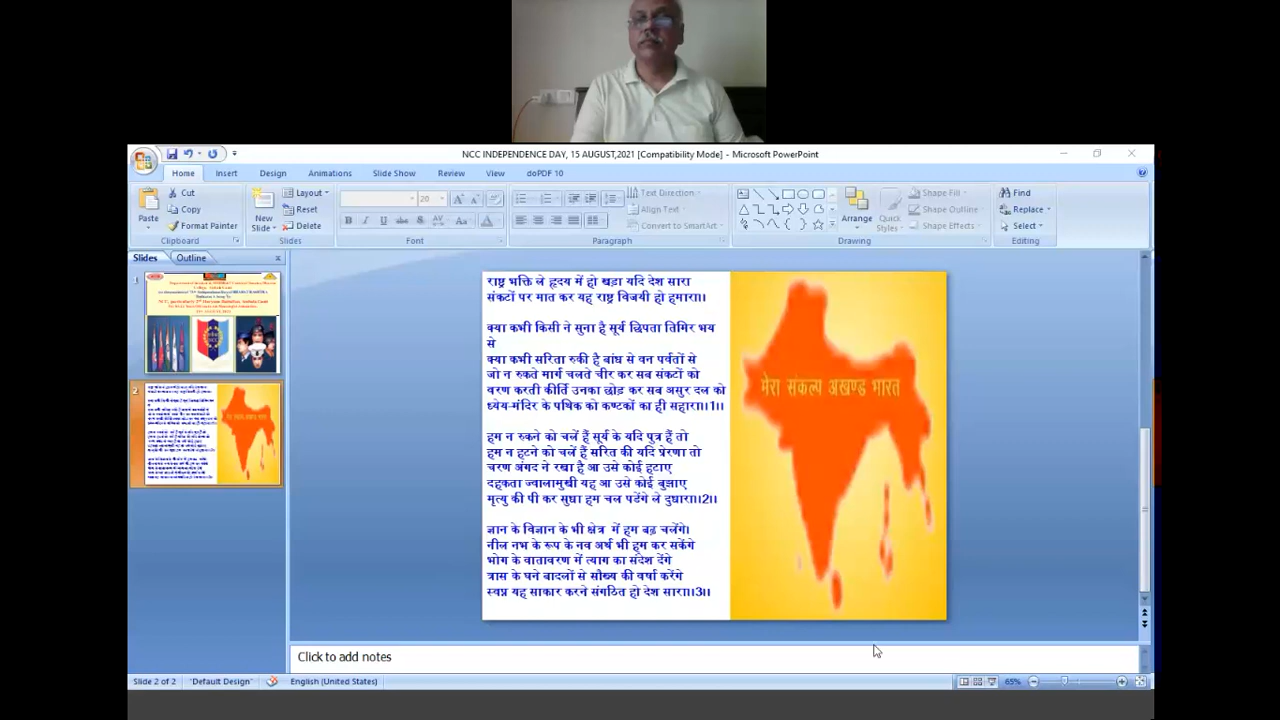 NCC INDEPENDENCE DAY, 15 AUGUST,2021 [Compatibility Mode] - Microsoft PowerPoint
Home Insert Design Animations Slide Show Review View doPDF 10
Paste
Cut
Copy
Format Painter
Clipboard
New
Slide
Layout
Reset
Delete
Slides
20
Font
Text Direction
Align Text
Convert to SmartArt
Paragraph
Arrange
Quick
Styles
Shape Fill
Shape Outline
Shape Effects
Drawing
Find
Replace
Select
Editing
Slides Outline
1
2
राष्ट्र भक्ति ले हृदय में हो खड़ा यदि देश सारा
संकटों पर मात कर यह राष्ट्र विजयी हो हमारा।।
क्या कभी किसी ने सुना है सूर्य छिपता तिमिर भय
से
क्या कभी सरिता रुकी है बांघ से वन पर्वतों से
जो न रुकते मार्ग चलते चीर कर सब संकटों को
वरण करती कीर्ति उनका छोड कर सब असुर दल को
ध्येय-मंदिर के पथिक को कण्टकों का ही सहारा।।1।।
हम न रुकने को चलें हैं सूर्य के यदि पुत्र हैं तो
हम न हटने को चलें हैं सरित की यदि प्रेरणा तो
चरण अंगद ने रखा है आ उसे कोई हटाए
दहकता ज्वालामुखी यह आ उसे कोई बुझाए
मृत्यु की पी कर सुधा हम चल पडेंगे ले दुधारा।।2।।
ज्ञान के विज्ञान के भी क्षेत्र में हम बढ़ चलेंगे।
नील नभ के रूप के नव अर्थ भी हम कर सकेंगे
भोग के वातावरण में त्याग का संदेश देंगे
त्रास के घने बादलों से सौख्य की वर्षा करेंगे
स्वप्न यह साकार करने संगठित हो देश सारा।।3।।
मेरा संकल्प अखण्ड भारत
Click to add notes
Slide 2 of 2 "Default Design" English (United States) 65%